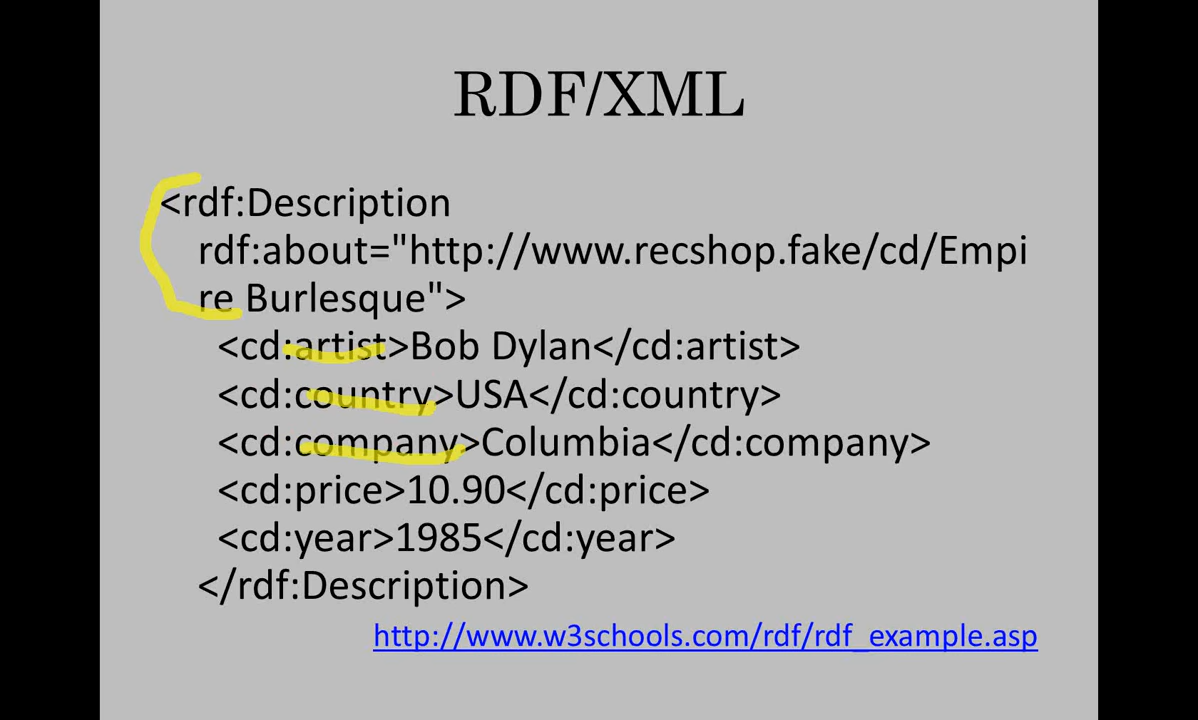 RDF/XML
<rdf:Description
rdf:about="http://www.recshop.fake/cd/Empi
re Burlesque">
<cd:artist>Bob Dylan</cd:artist>
<cd:country>USA</cd:country>
<cd:company>Columbia</cd:company>
<cd:price>10.90</cd:price>
<cd:year>1985</cd:year>
</rdf:Description>
http://www.w3schools.com/rdf/rdf_example.asp